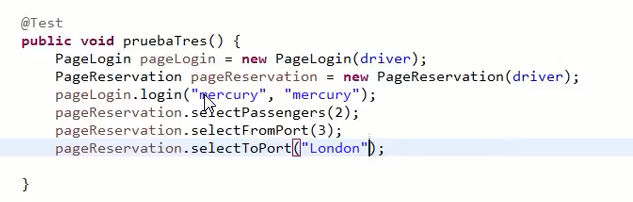 @Test
public void pruebaTres() {
PageLogin pageLogin = new PageLogin(driver);
PageReservation pageReservation = new PageReservation(driver);
pageLogin.login("mercury", "mercury");
pageReservation.selectPassengers(2);
pageReservation.selectFromPort(3);
pageReservation.selectToPort("London");
}